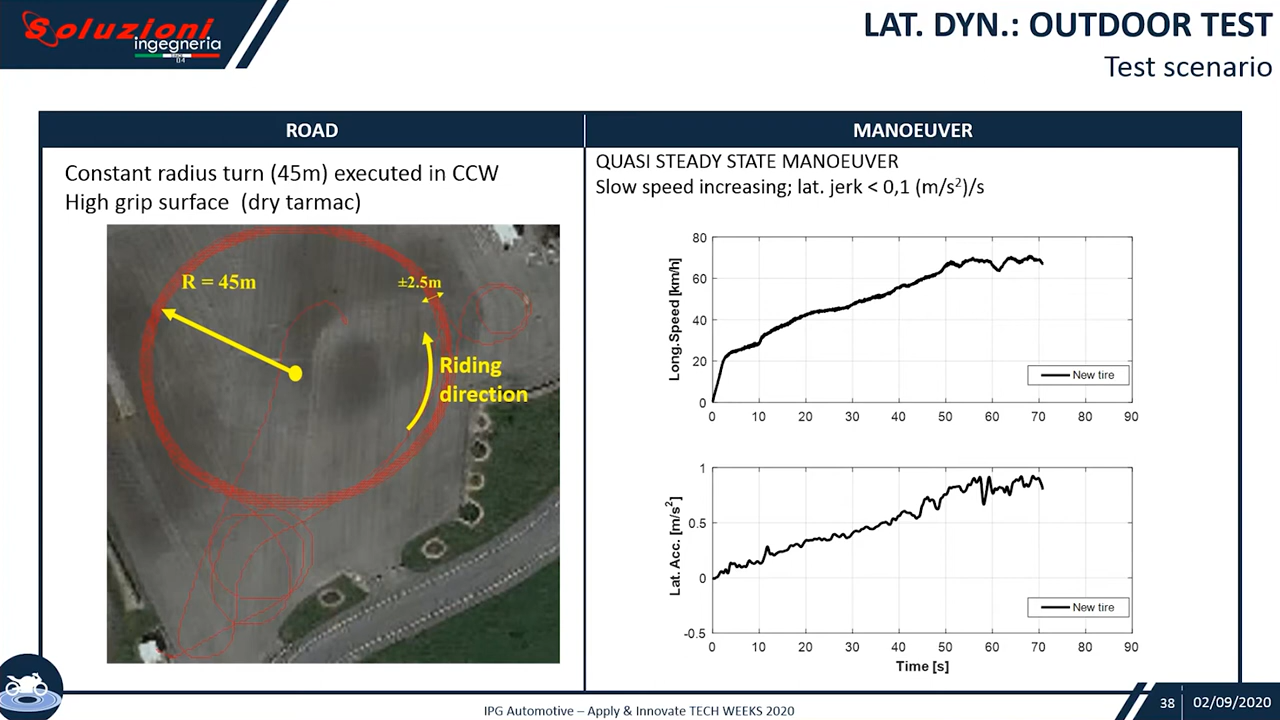 Soluzioni
ingegneria
SINCE
04
LAT. DYN.: OUTDOOR TEST
Test scenario
ROAD
MANOEUVER
Constant radius turn (45m) executed in CCW
High grip surface (dry tarmac)
R = 45m
±2.5m
Riding
direction
QUASI STEADY STATE MANOEUVER
Slow speed increasing; lat. jerk < 0,1 (m/s²)/s
80
60
40
20
0
Long.Speed [km/h]
New tire
0 10 20 30 40 50 60 70 80 90
1
0.5
0
-0.5
Lat. Acc. [m/s²]
New tire
0 10 20 30 40 50 60 70 80 90
Time [s]
IPG Automotive – Apply & Innovate TECH WEEKS 2020
38
02/09/2020